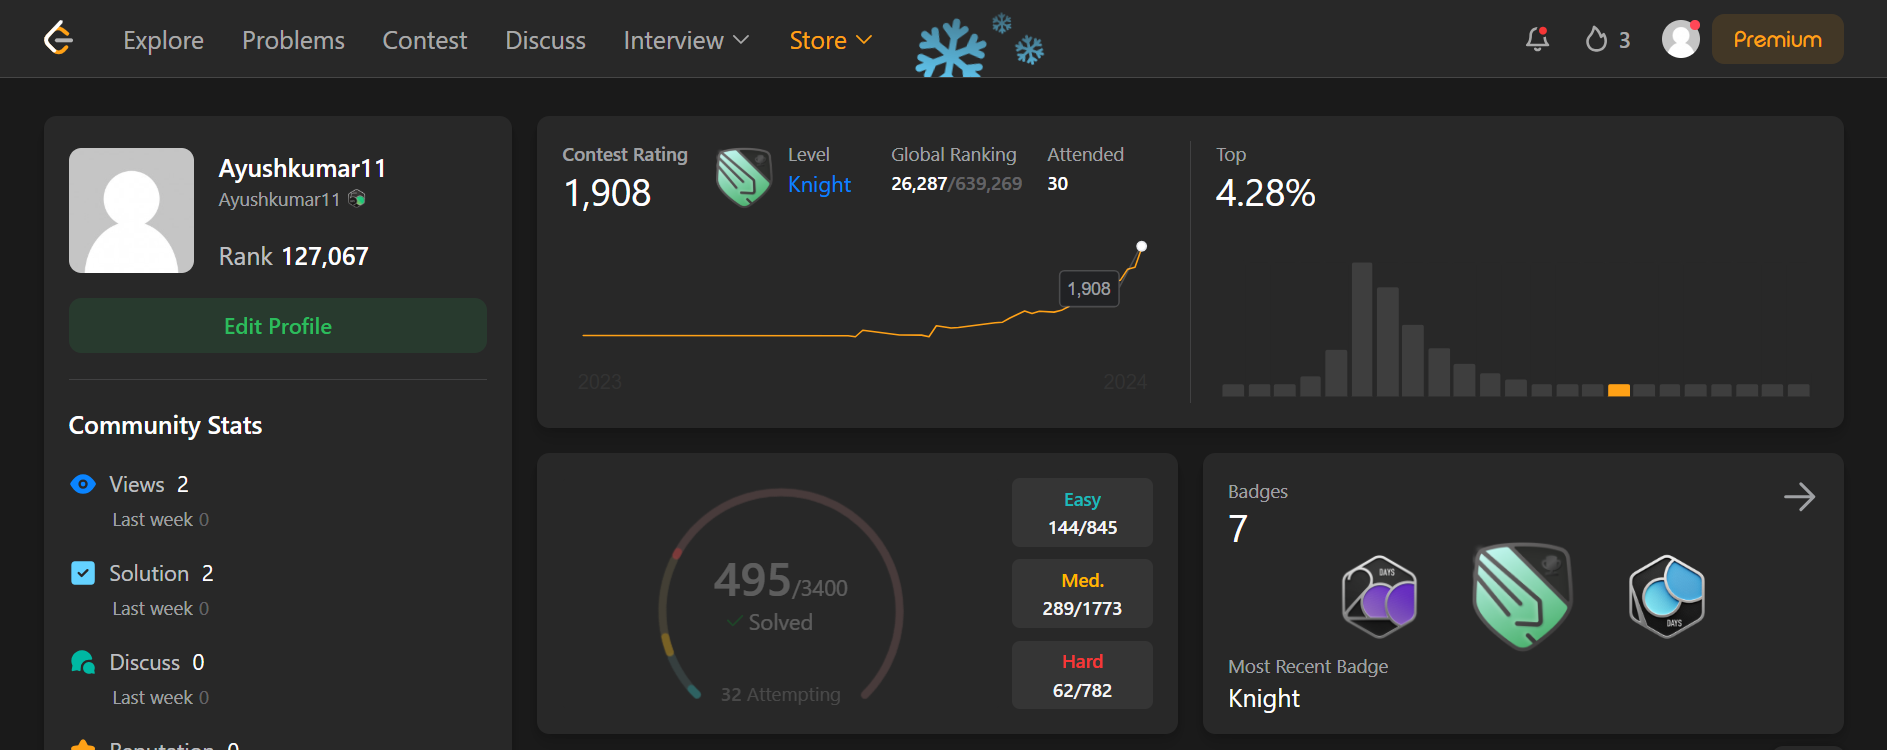 Explore Problems Contest Discuss Interview Store 3 Premium
Ayushkumar11
Ayushkumar11
Rank 127,067
Edit Profile
Community Stats
Views 2
Last week 0
Solution 2
Last week 0
Discuss 0
Last week 0
Reputation 0
Contest Rating
1,908
Level
Knight
Global Ranking
26,287/639,269
Attended
30
1,908
2023 2024
Top
4.28%
495/3400
Solved
32 Attempting
Easy
144/845
Med.
289/1773
Hard
62/782
Badges
7
DAYS
DAYS
Most Recent Badge
Knight